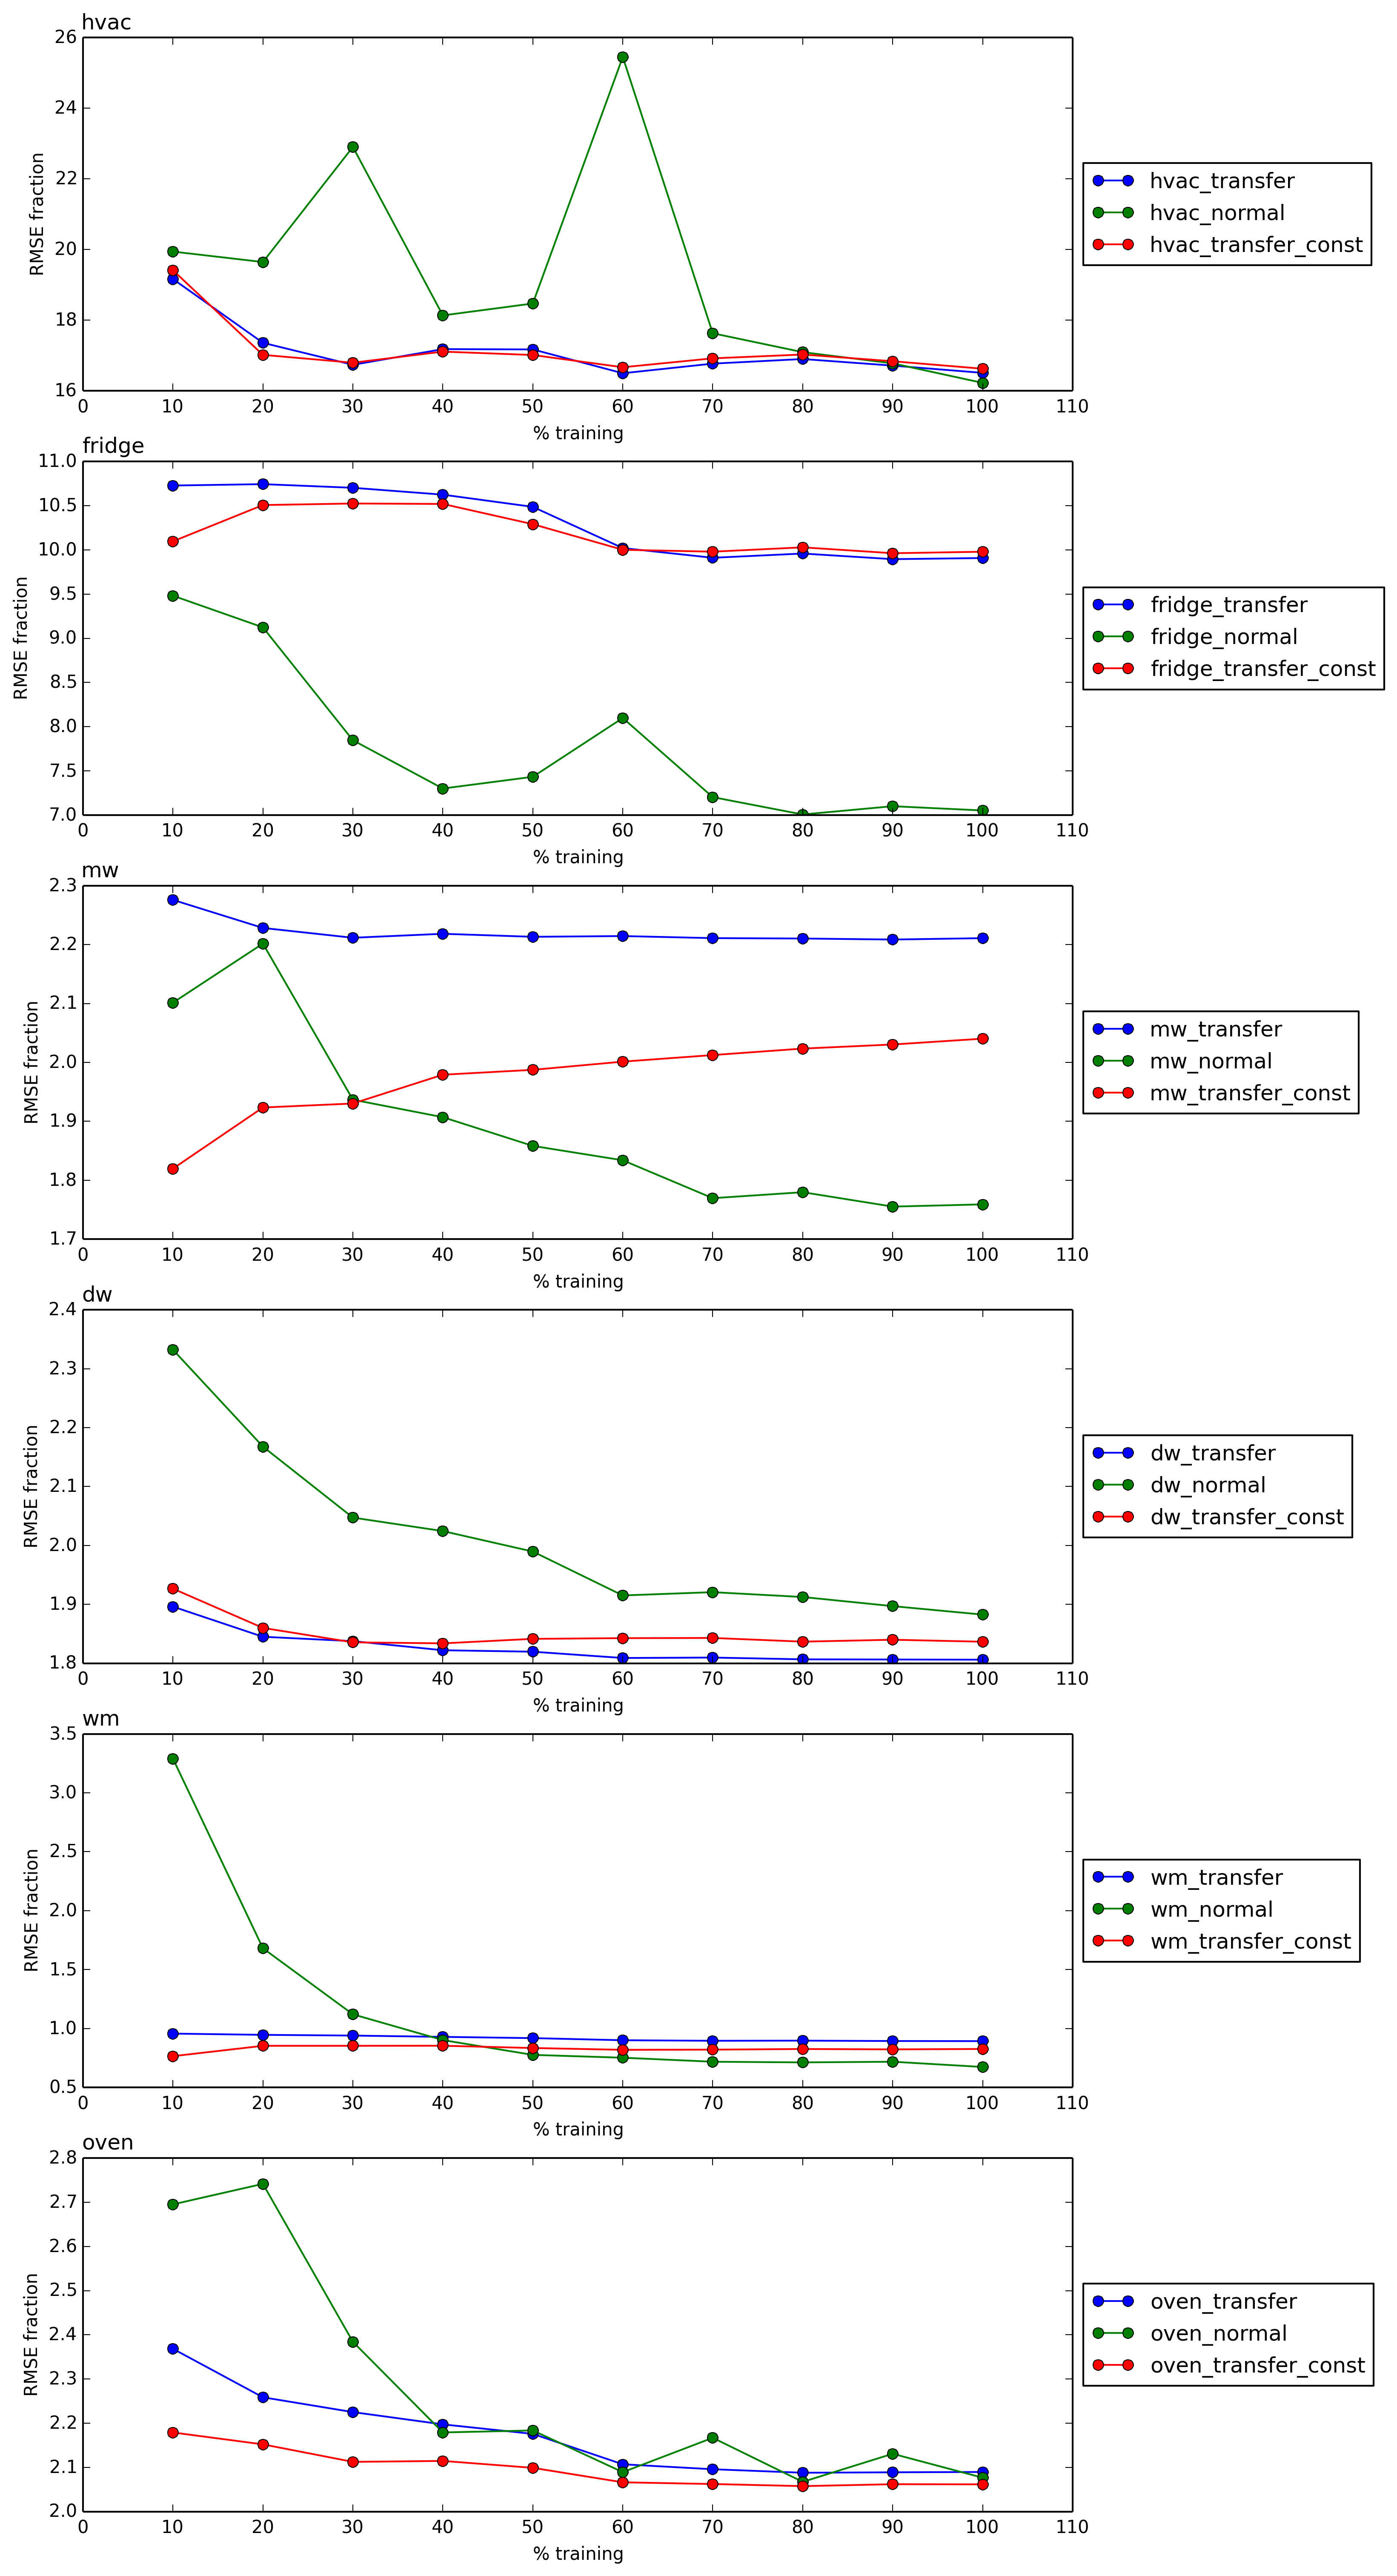 hvac
26
24
22
20
18
16
RMSE fraction
0 10 20 30 40 50 60 70 80 90 100 110
% training
hvac_transfer
hvac_normal
hvac_transfer_const
fridge
11.0
10.5
10.0
9.5
9.0
8.5
8.0
7.5
7.0
RMSE fraction
0 10 20 30 40 50 60 70 80 90 100 110
% training
fridge_transfer
fridge_normal
fridge_transfer_const
mw
2.3
2.2
2.1
2.0
1.9
1.8
1.7
RMSE fraction
0 10 20 30 40 50 60 70 80 90 100 110
% training
mw_transfer
mw_normal
mw_transfer_const
dw
2.4
2.3
2.2
2.1
2.0
1.9
1.8
RMSE fraction
0 10 20 30 40 50 60 70 80 90 100 110
% training
dw_transfer
dw_normal
dw_transfer_const
wm
3.5
3.0
2.5
2.0
1.5
1.0
0.5
RMSE fraction
0 10 20 30 40 50 60 70 80 90 100 110
% training
wm_transfer
wm_normal
wm_transfer_const
oven
2.8
2.7
2.6
2.5
2.4
2.3
2.2
2.1
2.0
RMSE fraction
0 10 20 30 40 50 60 70 80 90 100 110
% training
oven_transfer
oven_normal
oven_transfer_const